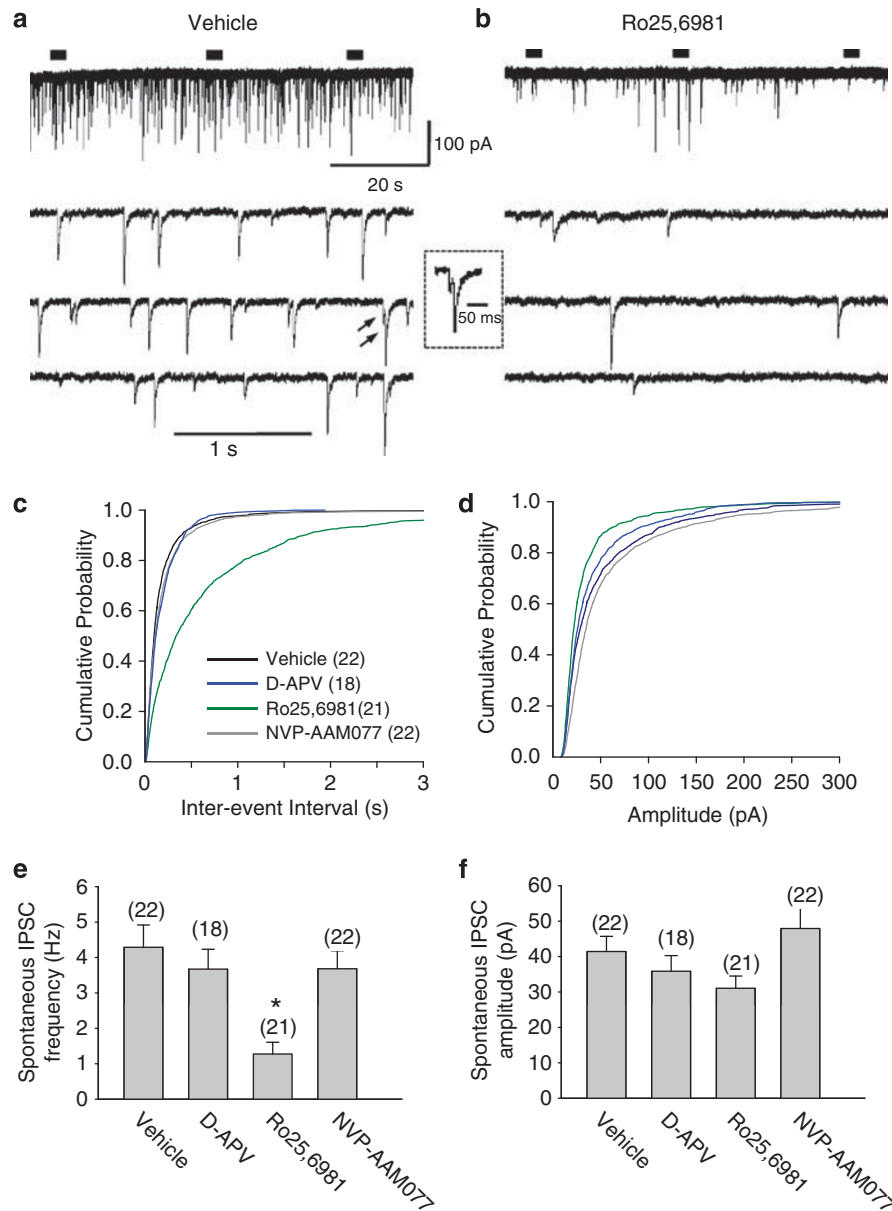 a
Vehicle
b
Ro25,6981
100 pA
20 s
50 ms
1 s
c
Cumulative Probability
1.0
0.8
0.6
0.4
0.2
0.0
0
1
2
3
Inter-event Interval (s)
Vehicle (22)
D-APV (18)
Ro25,6981(21)
NVP-AAM077 (22)
d
Cumulative Probability
1.0
0.8
0.6
0.4
0.2
0.0
0
50
100
150
200
250
300
Amplitude (pA)
e
Spontaneous IPSC
frequency (Hz)
6
5
4
3
2
1
0
(22)
(18)
*
(21)
(22)
Vehicle
D-APV
Ro25,6981
NVP-AAM077
f
Spontaneous IPSC
amplitude (pA)
60
50
40
30
20
10
0
(22)
(18)
(21)
(22)
Vehicle
D-APV
Ro25,6981
NVP-AAM077